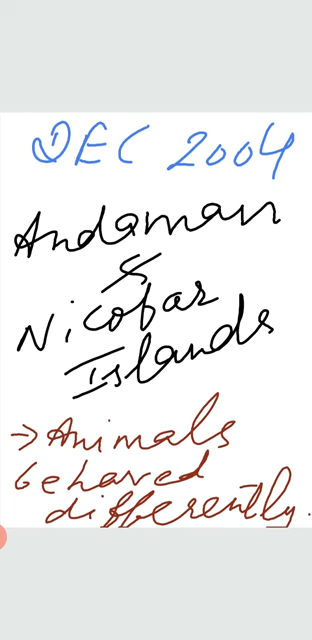 DEC 2004
Andaman
&
Nicobar
Islands
→ Animals
behaved
differently.